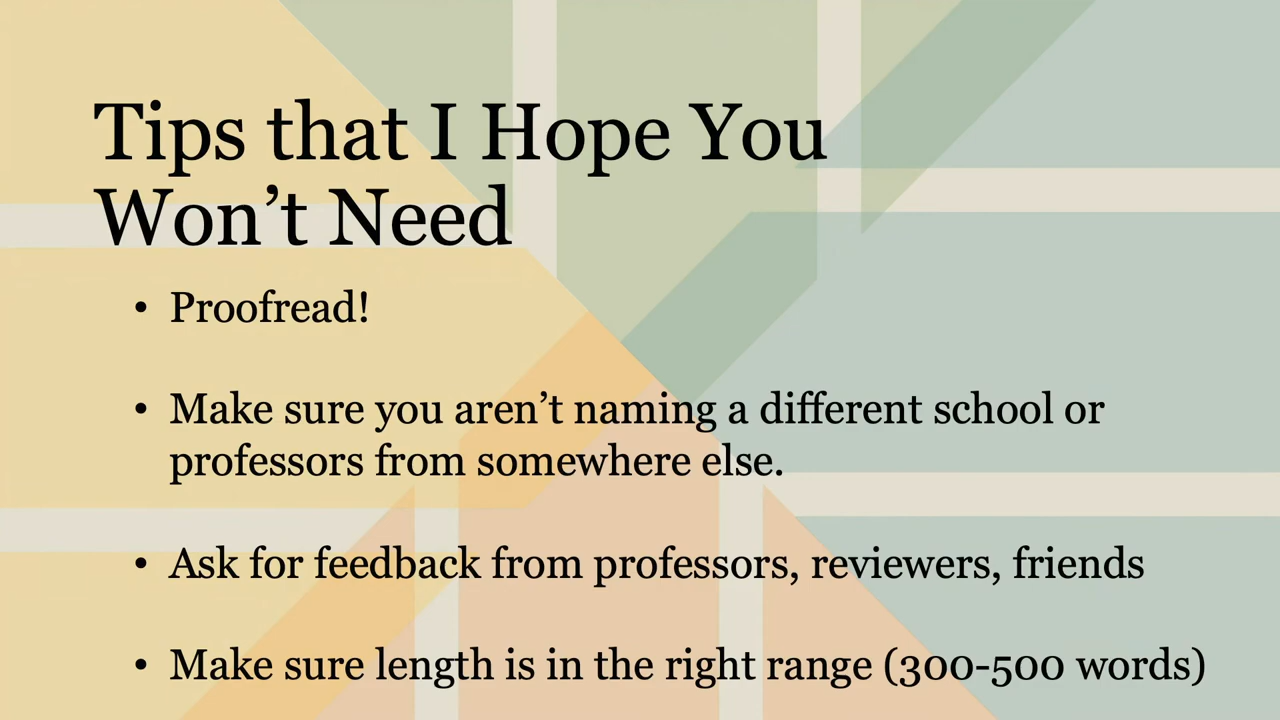 Tips that I Hope You
Won’t Need
• Proofread!
• Make sure you aren’t naming a different school or
professors from somewhere else.
• Ask for feedback from professors, reviewers, friends
• Make sure length is in the right range (300-500 words)